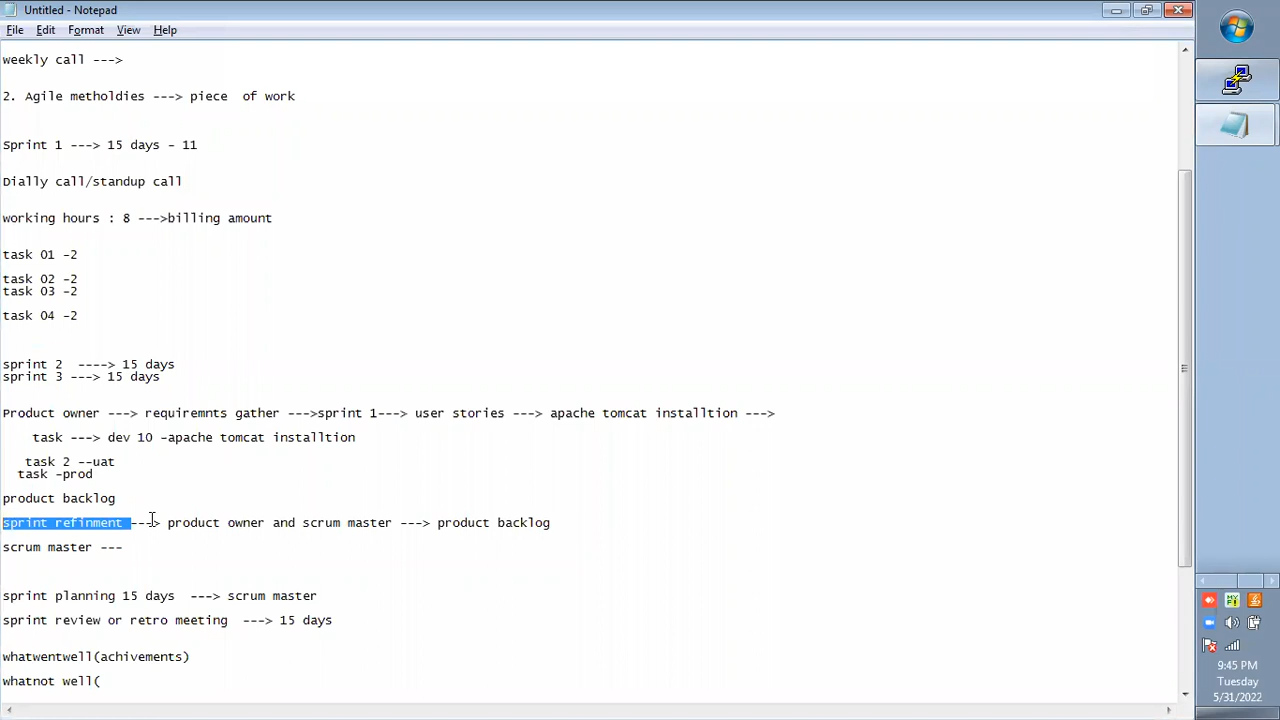 Untitled - Notepad
File Edit Format View Help
weekly call --->
2. Agile metholdies ---> piece  of work
Sprint 1 ---> 15 days - 11
Dially call/standup call
working hours : 8 --->billing amount
task 01 -2
task 02 -2
task 03 -2
task 04 -2
sprint 2  ----> 15 days
sprint 3 ---> 15 days
Product owner ---> requiremnts gather --->sprint 1---> user stories ---> apache tomcat installtion --->
task ---> dev 10 -apache tomcat installtion
task 2 --uat
task -prod
product backlog
sprint refinment ---> product owner and scrum master ---> product backlog
scrum master ---
sprint planning 15 days  ---> scrum master
sprint review or retro meeting  ---> 15 days
whatwentwell(achivements)
whatnot well(
9:45 PM
Tuesday
5/31/2022